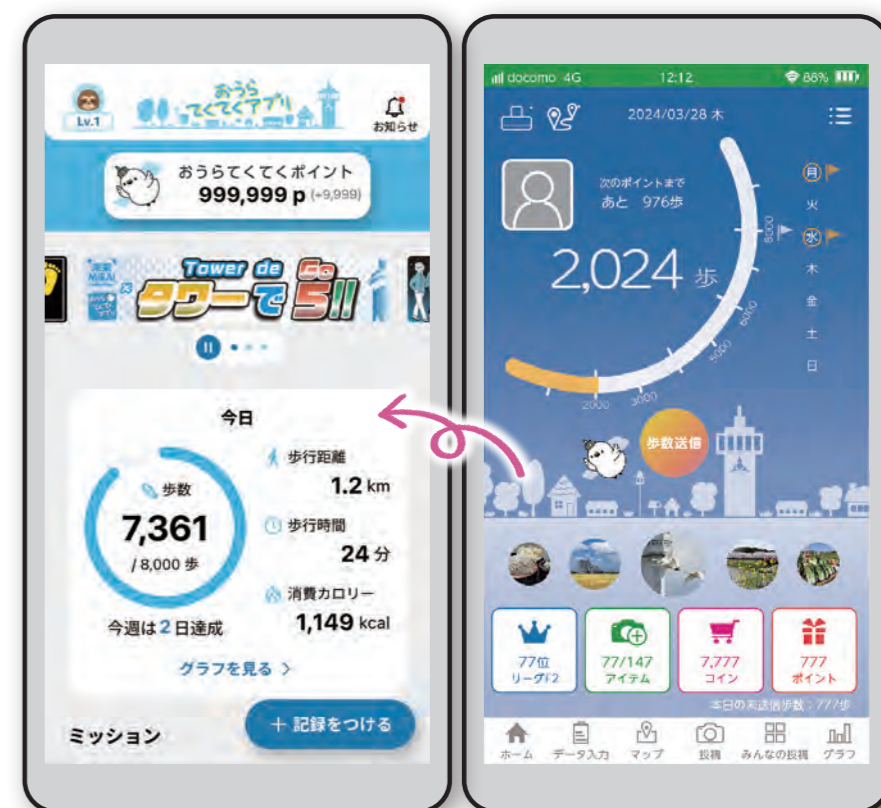 Lv.1
おうら
てくてくアプリ
お知らせ
おうらてくてくポイント
999,999 p (+9,999)
Tower de Go
タワーで5!!
今日
歩数
7,361
/ 8,000 歩
今週は2日達成
歩行距離
1.2 km
歩行時間
24 分
消費カロリー
1,149 kcal
グラフを見る >
ミッション
+ 記録をつける
docomo 4G
12:12
88%
2024/03/28 木
次のポイントまで
あと 976歩
2,024 歩
月
火
水
木
金
土
日
8000
6000
5000
3000
2000
歩数送信
77位
リーグF2
77/147
アイテム
7,777
コイン
777
ポイント
本日の未送信歩数:777歩
ホーム
データ入力
マップ
投稿
みんなの投稿
グラフ